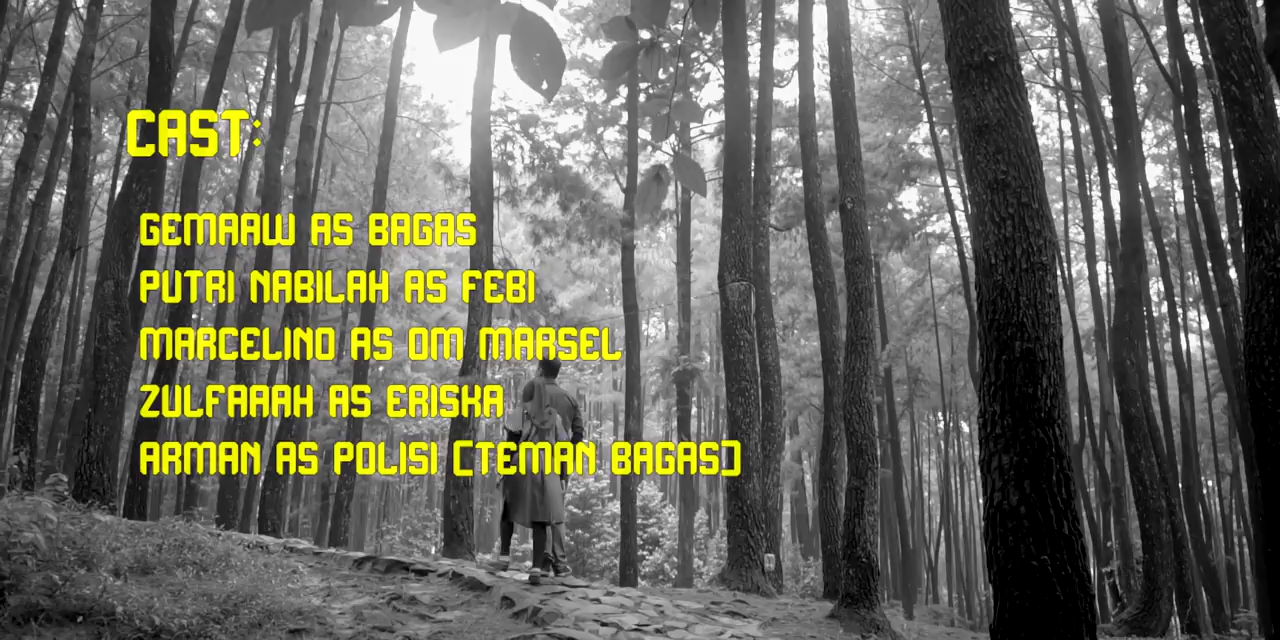 CAST:
GEMAAW AS BAGAS
PUTRI NABILAH AS FEBI
MARCELINO AS OM MARSEL
ZULFAAAH AS ERISKA
ARMAN AS POLISI (TEMAN BAGAS)